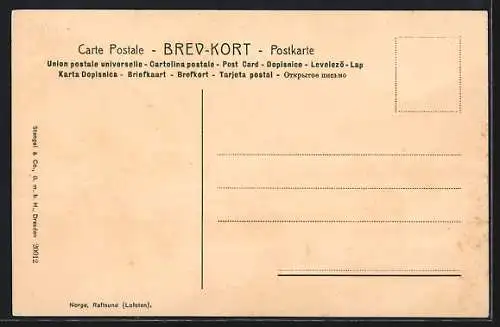 Carte Postale - BREV-KORT - Postkarte
Union postale universelle - Cartolina postale - Post Card - Dopisnice - Levelező - Lap
Karta Dopisnica - Briefkaart - Brefkort - Tarjeta postal - Открытое письмо
Stengel & Co., G. m. b. H., Dresden 30912
Norge, Raftsund (Lofoten).